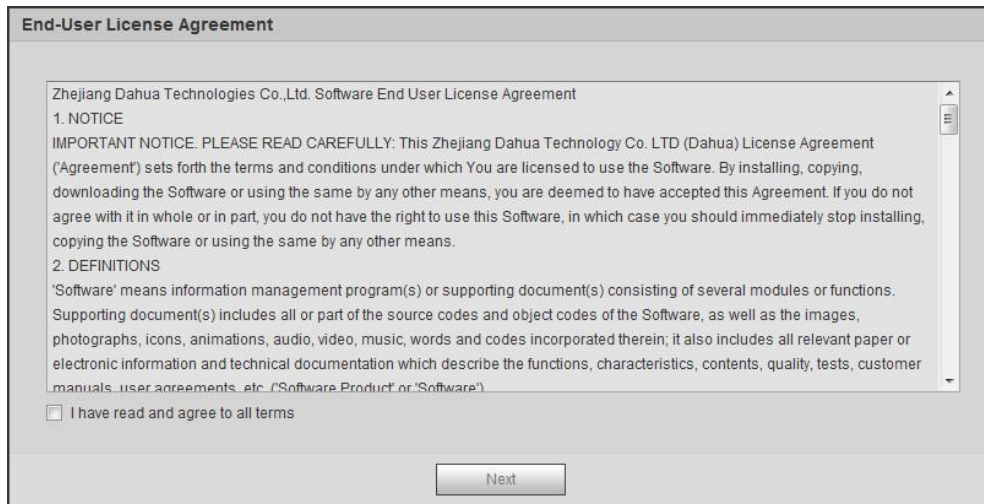 End-User License Agreement
Zhejiang Dahua Technologies Co.,Ltd. Software End User License Agreement
1. NOTICE
IMPORTANT NOTICE. PLEASE READ CAREFULLY: This Zhejiang Dahua Technology Co. LTD (Dahua) License Agreement
('Agreement') sets forth the terms and conditions under which You are licensed to use the Software. By installing, copying,
downloading the Software or using the same by any other means, you are deemed to have accepted this Agreement. If you do not
agree with it in whole or in part, you do not have the right to use this Software, in which case you should immediately stop installing,
copying the Software or using the same by any other means.
2. DEFINITIONS
'Software' means information management program(s) or supporting document(s) consisting of several modules or functions.
Supporting document(s) includes all or part of the source codes and object codes of the Software, as well as the images,
photographs, icons, animations, audio, video, music, words and codes incorporated therein; it also includes all relevant paper or
electronic information and technical documentation which describe the functions, characteristics, contents, quality, tests, customer
manuals, user agreements, etc. ('Software Product' or 'Software')
I have read and agree to all terms
Next